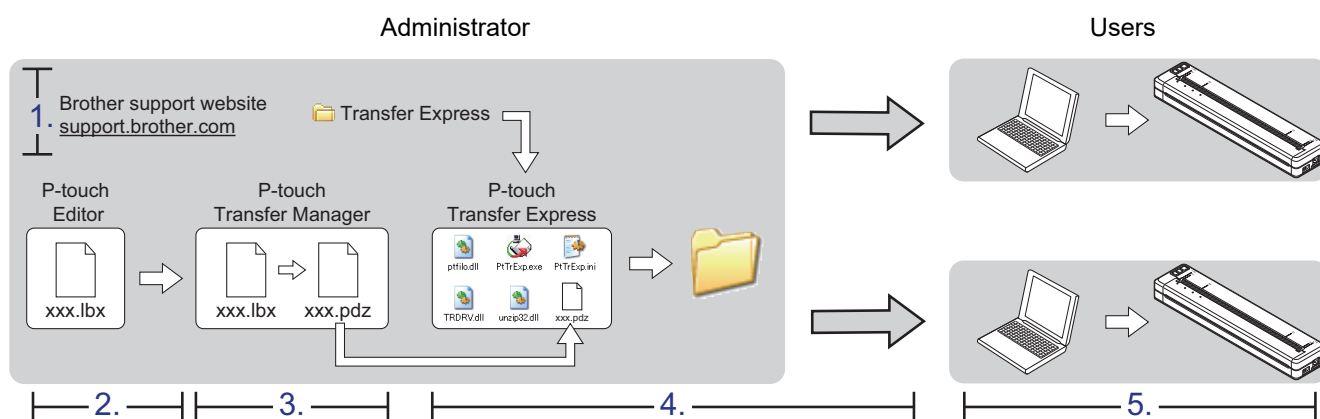 Administrator
Users
1.
Brother support website
support.brother.com
Transfer Express
P-touch
Editor
P-touch
Transfer Manager
P-touch
Transfer Express
xxx.lbx
xxx.lbx
xxx.pdz
ptfilo.dll
PtTrExp.exe
PtTrExp.ini
TRDRV.dll
unzip32.dll
xxx.pdz
2.
3.
4.
5.